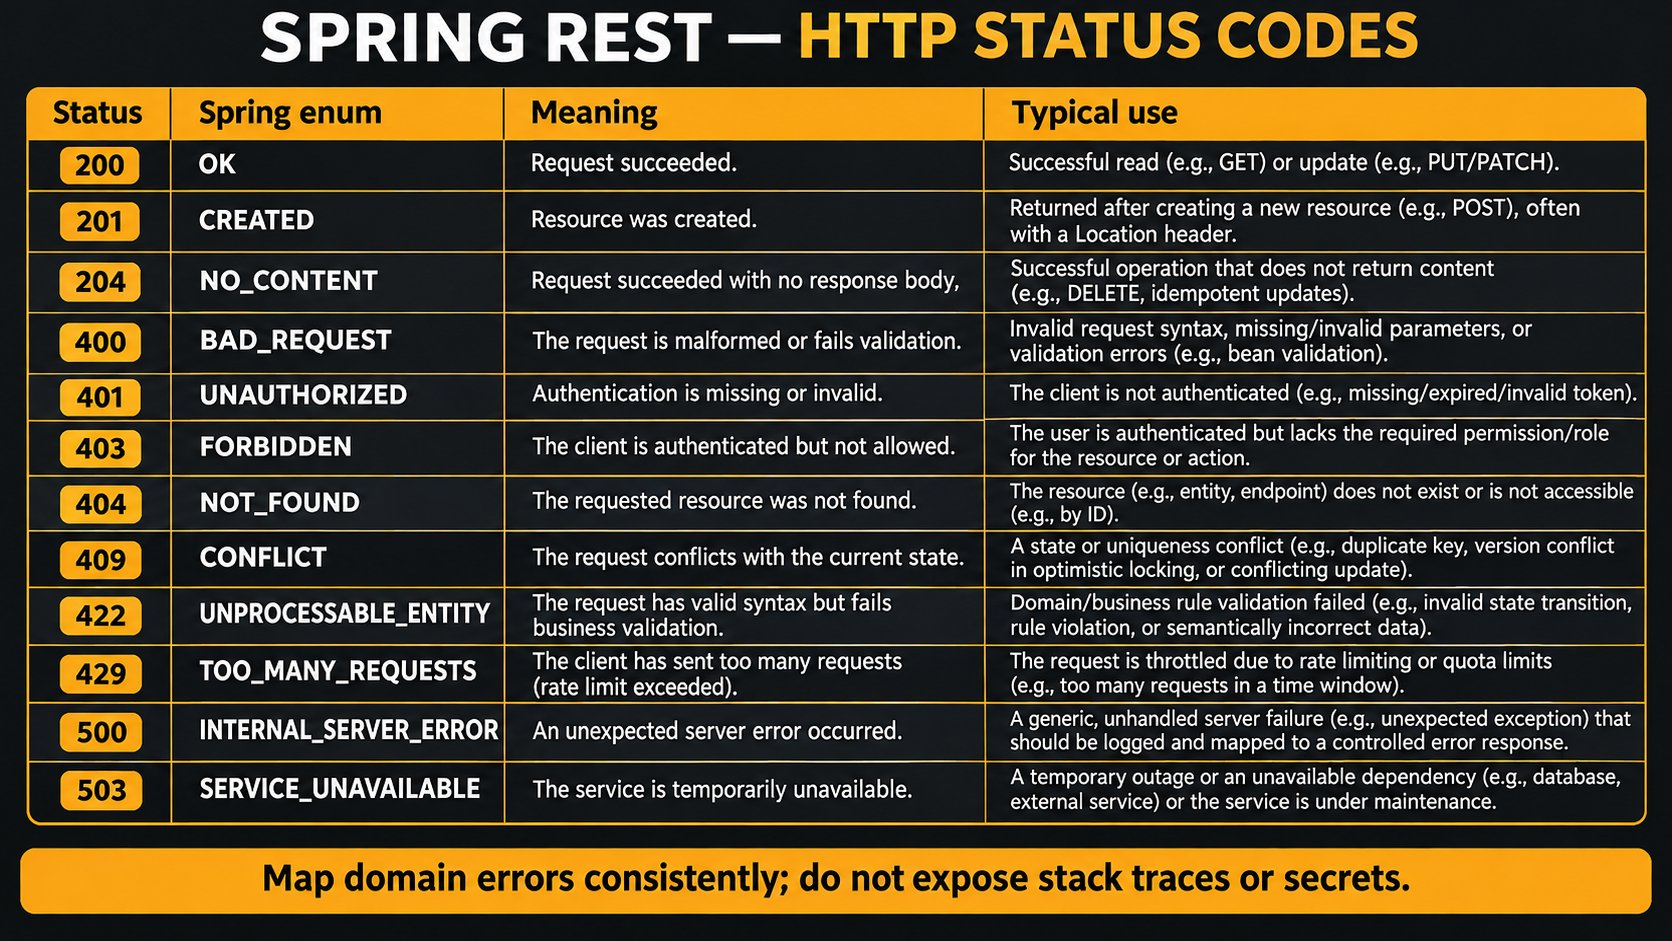 SPRING REST — HTTP STATUS CODES
Status Spring enum Meaning Typical use
200 OK Request succeeded. Successful read (e.g., GET) or update (e.g., PUT/PATCH).
201 CREATED Resource was created. Returned after creating a new resource (e.g., POST), often
with a Location header.
204 NO_CONTENT Request succeeded with no response body, Successful operation that does not return content
(e.g., DELETE, idempotent updates).
400 BAD_REQUEST The request is malformed or fails validation. Invalid request syntax, missing/invalid parameters, or
validation errors (e.g., bean validation).
401 UNAUTHORIZED Authentication is missing or invalid. The client is not authenticated (e.g., missing/expired/invalid token).
403 FORBIDDEN The client is authenticated but not allowed. The user is authenticated but lacks the required permission/role
for the resource or action.
404 NOT_FOUND The requested resource was not found. The resource (e.g., entity, endpoint) does not exist or is not accessible
(e.g., by ID).
409 CONFLICT The request conflicts with the current state. A state or uniqueness conflict (e.g., duplicate key, version conflict
in optimistic locking, or conflicting update).
422 UNPROCESSABLE_ENTITY The request has valid syntax but fails
business validation. Domain/business rule validation failed (e.g., invalid state transition,
rule violation, or semantically incorrect data).
429 TOO_MANY_REQUESTS The client has sent too many requests
(rate limit exceeded). The request is throttled due to rate limiting or quota limits
(e.g., too many requests in a time window).
500 INTERNAL_SERVER_ERROR An unexpected server error occurred. A generic, unhandled server failure (e.g., unexpected exception) that
should be logged and mapped to a controlled error response.
503 SERVICE_UNAVAILABLE The service is temporarily unavailable. A temporary outage or an unavailable dependency (e.g., database,
external service) or the service is under maintenance.
Map domain errors consistently; do not expose stack traces or secrets.